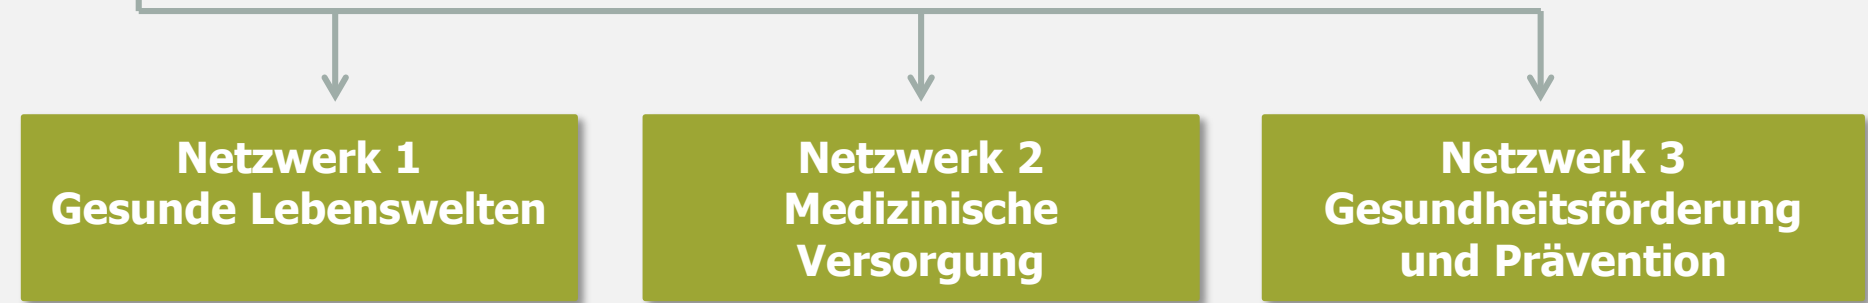 Netzwerk 1
Gesunde Lebenswelten
Netzwerk 2
Medizinische
Versorgung
Netzwerk 3
Gesundheitsförderung
und Prävention